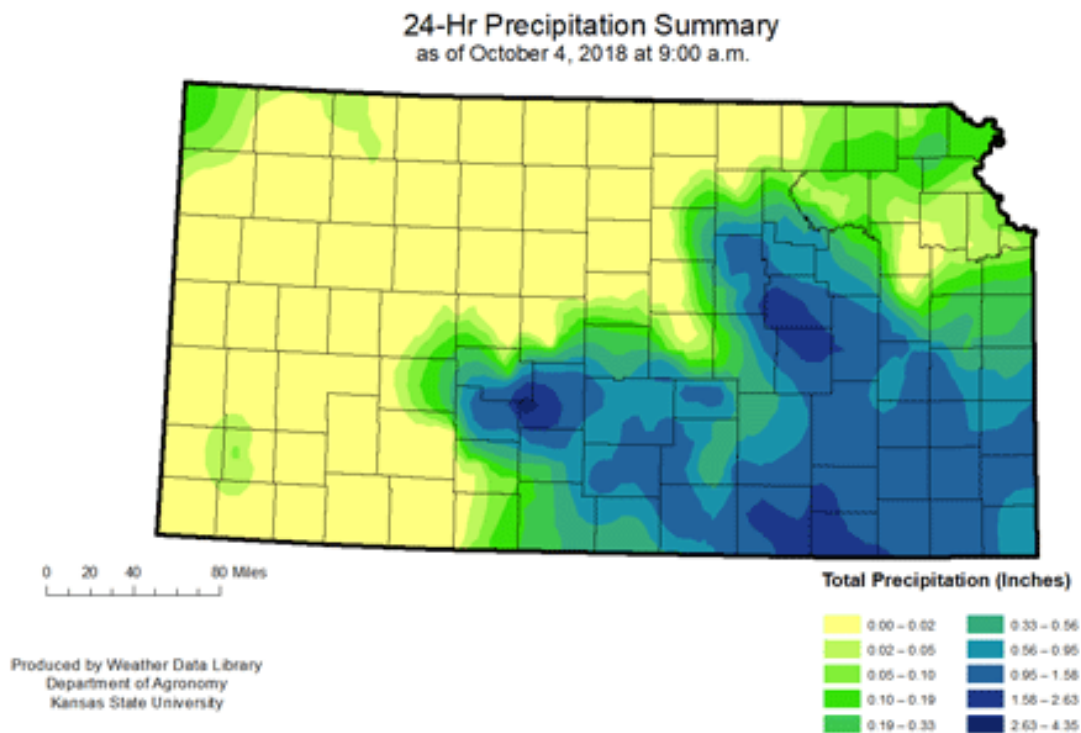 24-Hr Precipitation Summary
as of October 4, 2018 at 9:00 a.m.
0 20 40 80 Miles
Total Precipitation (Inches)
0.00 – 0.02 0.33 – 0.56
0.02 – 0.05 0.56 – 0.95
0.05 – 0.10 0.95 – 1.58
0.10 – 0.19 1.58 – 2.63
0.19 – 0.33 2.63 – 4.35
Produced by Weather Data Library
Department of Agronomy
Kansas State University